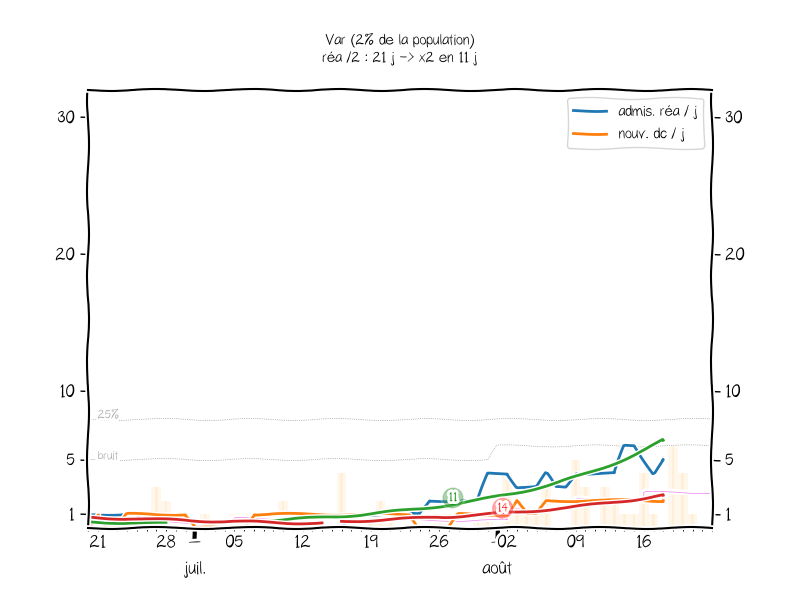 Var (2% de la population)
réa /2 : 21 j -> x2 en 11 j
admis. réa / j
nouv. dc / j
30
30
20
20
10
10
25%
bruit
5
5
11
14
1
1
21 28 05 12 19 26 02 09 16
juil. août